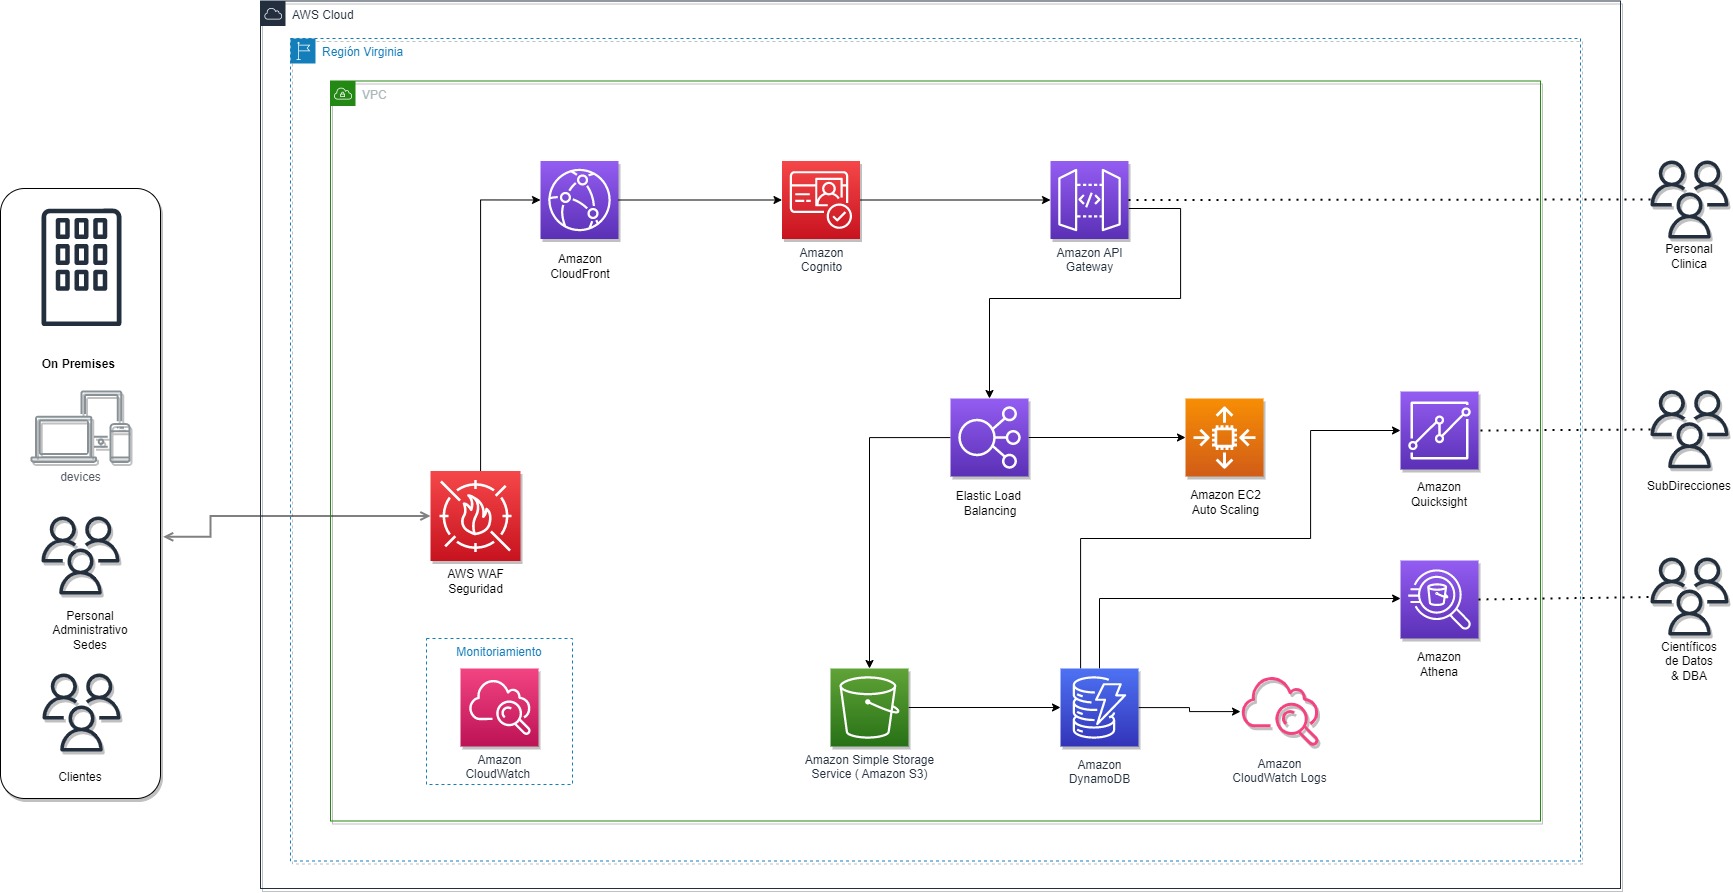 AWS Cloud
Región Virginia
VPC
On Premises
devices
Personal
Administrativo
Sedes
Clientes
AWS WAF
Seguridad
Monitoriamiento
Amazon
CloudWatch
Amazon
CloudFront
Amazon
Cognito
Amazon API
Gateway
Elastic Load
Balancing
Amazon EC2
Auto Scaling
Amazon
Quicksight
Amazon
Athena
Amazon Simple Storage
Service ( Amazon S3)
Amazon
DynamoDB
Amazon
CloudWatch Logs
Personal
Clinica
SubDirecciones
Científicos
de Datos
& DBA